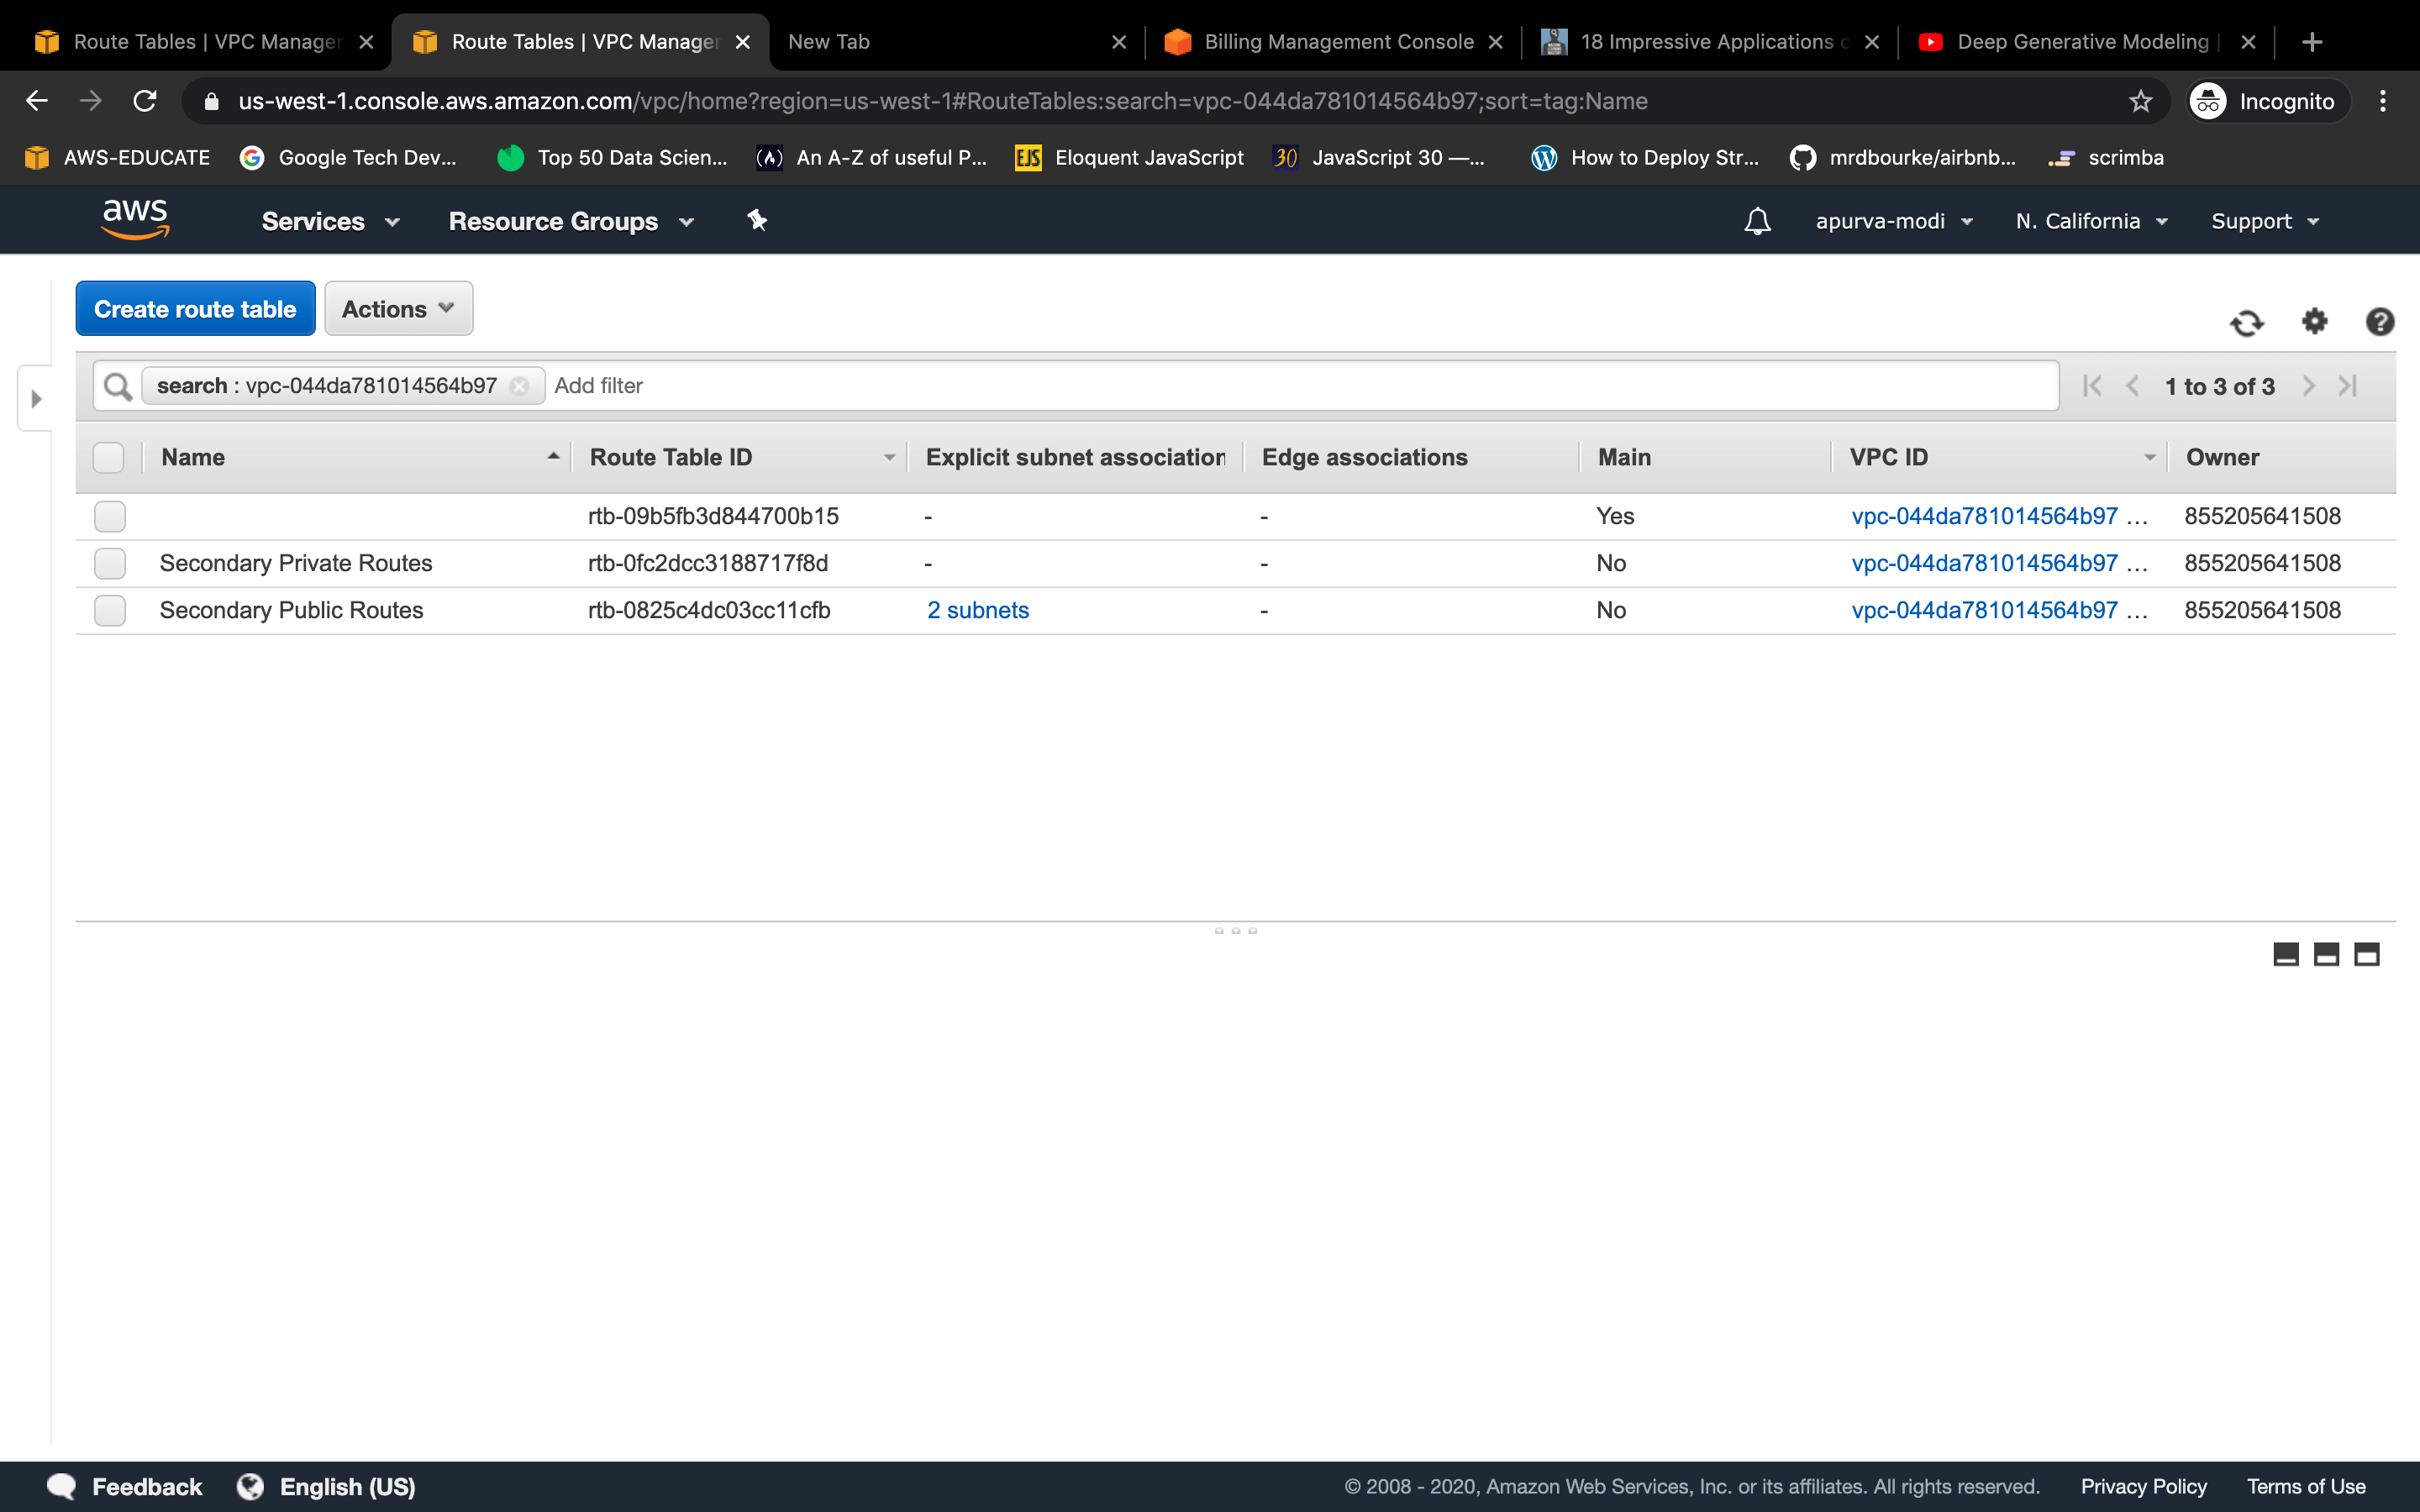 Route Tables | VPC Manager
Route Tables | VPC Manager
New Tab
Billing Management Console
18 Impressive Applications o
Deep Generative Modeling |
us-west-1.console.aws.amazon.com/vpc/home?region=us-west-1#RouteTables:search=vpc-044da781014564b97;sort=tag:Name
Incognito
AWS-EDUCATE
Google Tech Dev...
Top 50 Data Scien...
An A-Z of useful P...
EJS Eloquent JavaScript
30 JavaScript 30 —...
How to Deploy Str...
mrdbourke/airbnb...
scrimba
aws
Services
Resource Groups
apurva-modi
N. California
Support
Create route table
Actions
search : vpc-044da781014564b97
Add filter
1 to 3 of 3
Name Route Table ID Explicit subnet association Edge associations Main VPC ID Owner
rtb-09b5fb3d844700b15 - - Yes vpc-044da781014564b97 ... 855205641508
Secondary Private Routes rtb-0fc2dcc3188717f8d - - No vpc-044da781014564b97 ... 855205641508
Secondary Public Routes rtb-0825c4dc03cc11cfb 2 subnets - No vpc-044da781014564b97 ... 855205641508
Feedback
English (US)
© 2008 - 2020, Amazon Web Services, Inc. or its affiliates. All rights reserved.
Privacy Policy
Terms of Use